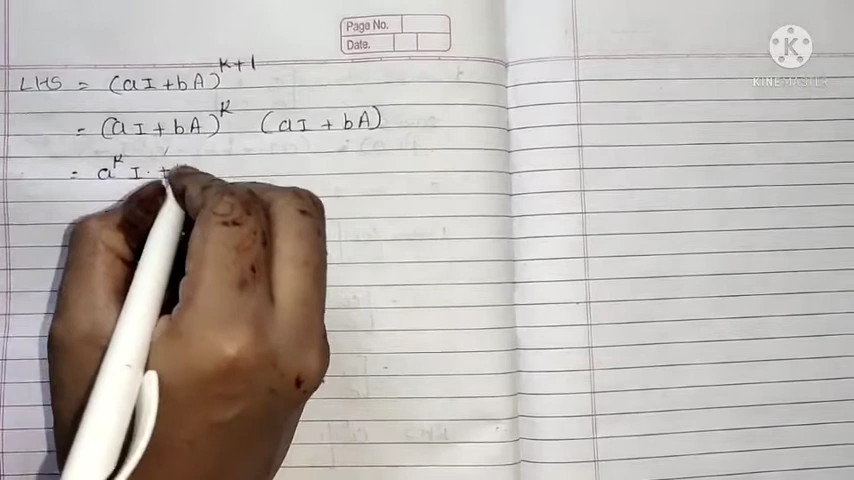 Page No.
Date.
LHS = (aI+bA)^{k+1}
= (aI+bA)^k (aI+bA)
= a^k I. +
KINEMASTER